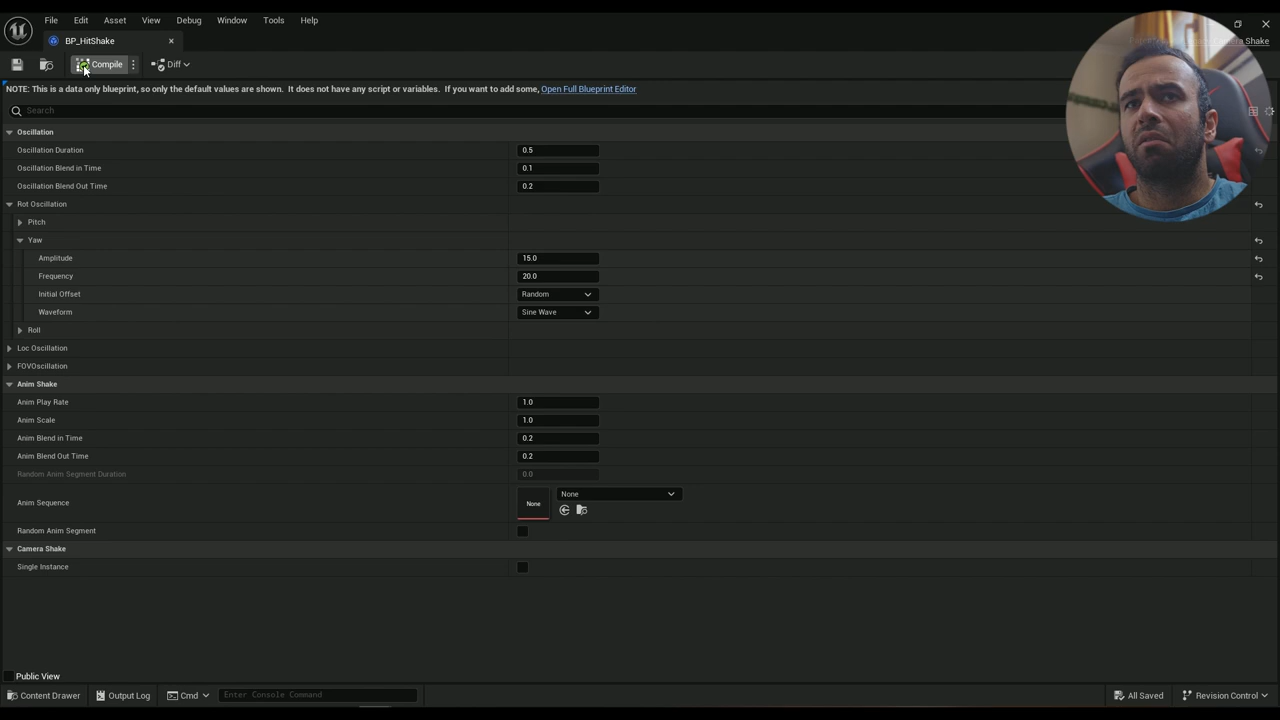 File Edit Asset View Window Debug Tools Help
BP_HitShake
Camera Shake
Compile Diff
NOTE: This is a data only blueprint, so only the default values are shown. It does not have any script or variables. If you want to add some, Open Full Blueprint Editor
Search
Oscillation
Oscillation Duration 0.5
Oscillation Blend in Time 0.1
Oscillation Blend Out Time 0.2
Rot Oscillation
Pitch
Yaw
Amplitude 15.0
Frequency 20.0
Initial Offset Random
Waveform Sine Wave
Roll
Loc Oscillation
FOVOscillation
Anim Shake
Anim Play Rate 1.0
Anim Scale 1.0
Anim Blend in Time 0.2
Anim Blend Out Time 0.2
Random Anim Segment Duration 0.0
Anim Sequence None None
Random Anim Segment
Camera Shake
Single Instance
Public View
Content Drawer Output Log Cmd Enter Console Command All Saved Revision Control